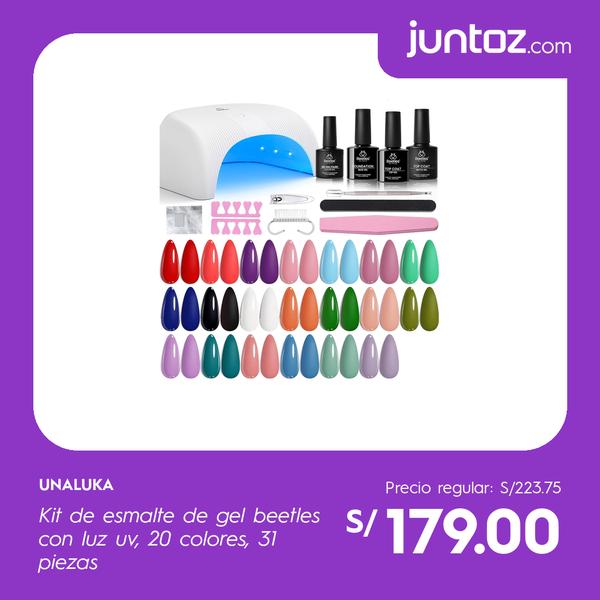 juntoz.com
UNALUKA
Kit de esmalte de gel beetles
con luz uv, 20 colores, 31
piezas
Precio regular: S/223.75
S/179.00